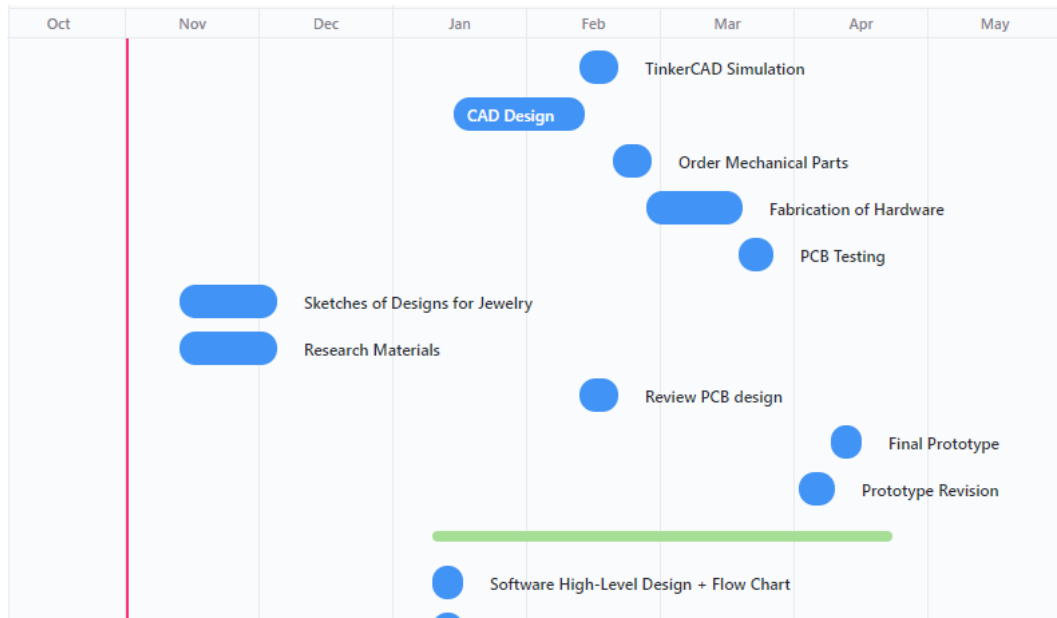 Oct Nov Dec Jan Feb Mar Apr May
TinkerCAD Simulation
CAD Design
Order Mechanical Parts
Fabrication of Hardware
PCB Testing
Sketches of Designs for Jewelry
Research Materials
Review PCB design
Final Prototype
Prototype Revision
Software High-Level Design + Flow Chart